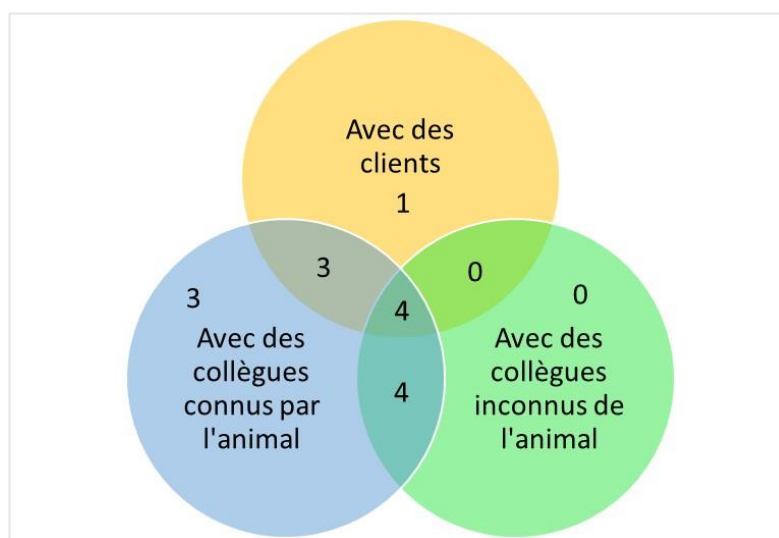 Avec des
clients
1
3
0
3
0
4
Avec des
collègues
connus par
l'animal
4
Avec des
collègues
inconnus de
l'animal